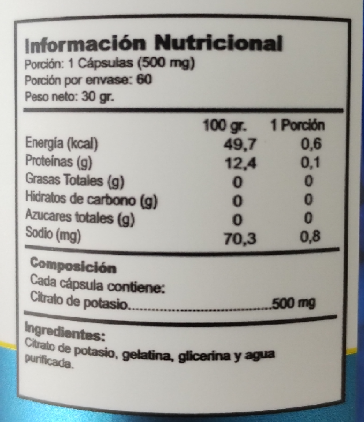 Información Nutricional
Porción: 1 Cápsulas (500 mg)
Porción por envase: 60
Peso neto: 30 gr.
100 gr. 1 Porción
Energía (kcal) 49,7 0,6
Proteínas (g) 12,4 0,1
Grasas Totales (g) 0 0
Hidratos de carbono (g) 0 0
Azucares totales (g) 0 0
Sodio (mg) 70,3 0,8
Composición
Cada cápsula contiene:
Citrato de potasio..............................500 mg
Ingredientes:
Citrato de potasio, gelatina, glicerina y agua
purificada.